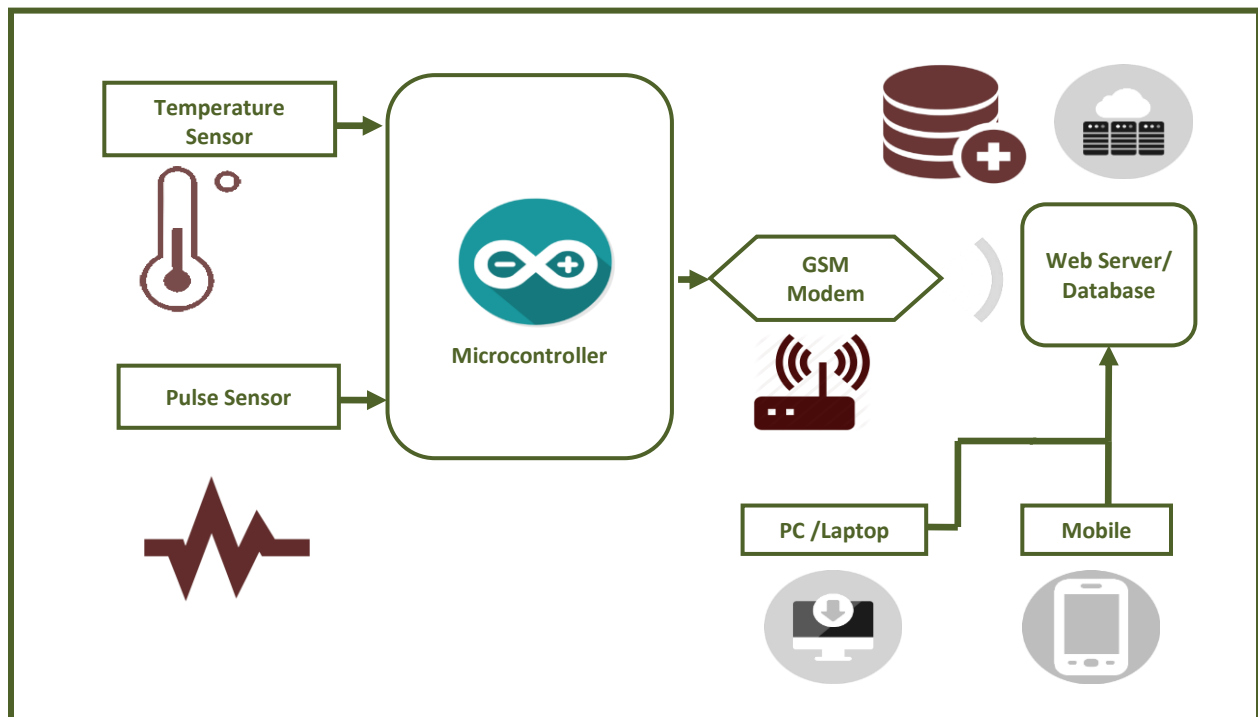 Temperature
Sensor
Microcontroller
Pulse Sensor
GSM
Modem
Web Server/
Database
PC /Laptop
Mobile